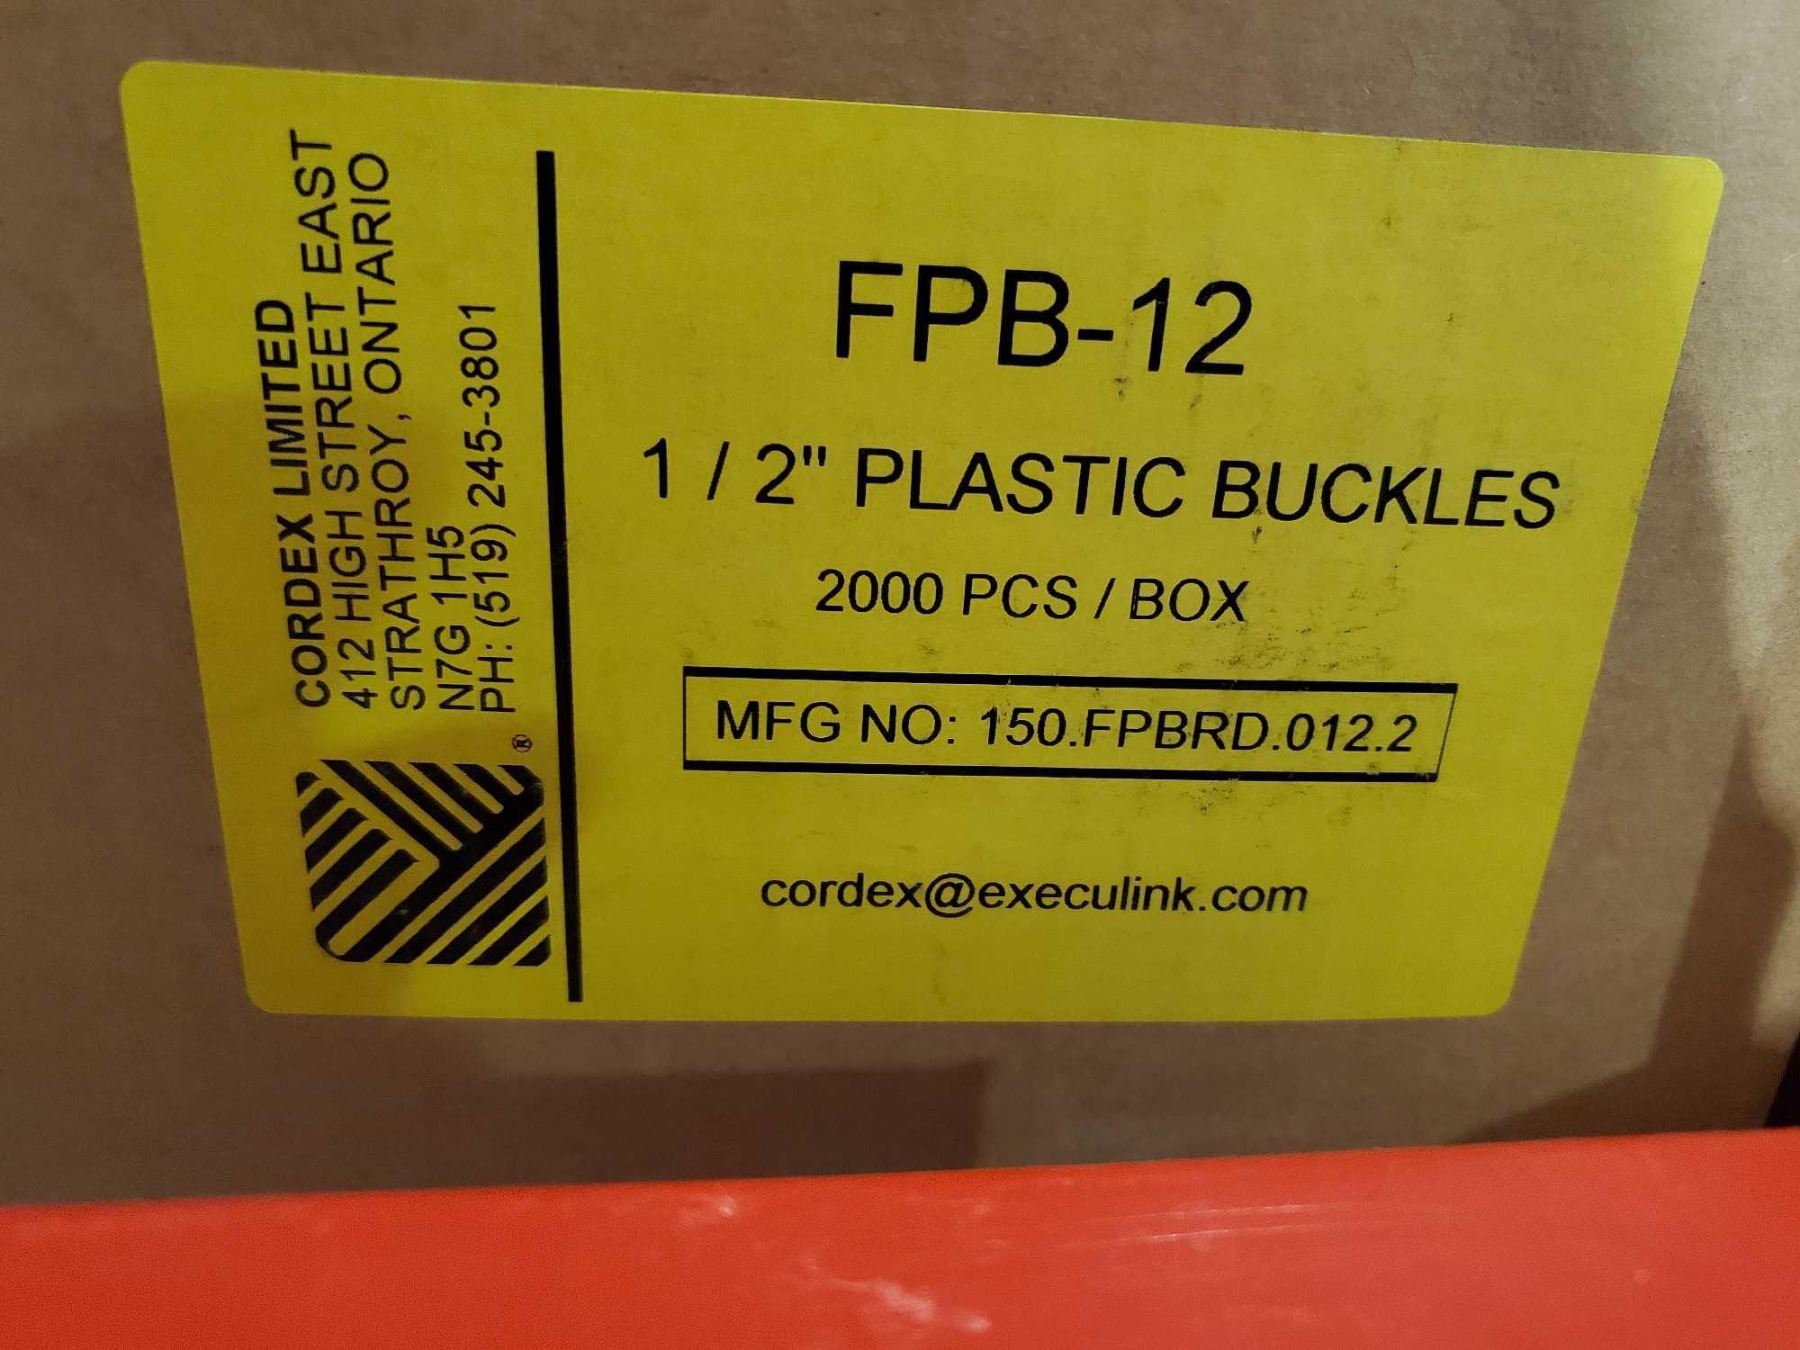 CORDEX LIMITED
412 HIGH STREET EAST
STRATHROY, ONTARIO
N7G 1H5
PH: (519) 245-3801
®
FPB-12
1 / 2" PLASTIC BUCKLES
2000 PCS / BOX
MFG NO: 150.FPBRD.012.2
cordex@execulink.com